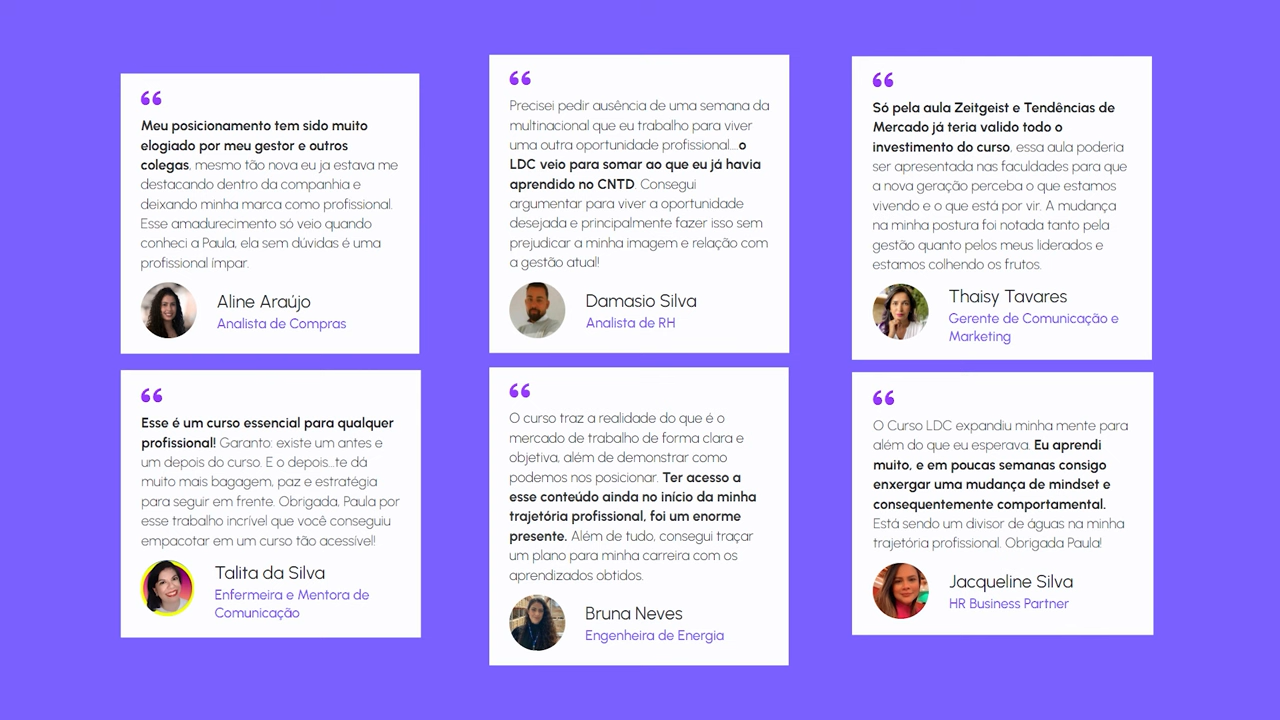 Meu posicionamento tem sido muito
elogiado por meu gestor e outros
colegas, mesmo tão nova eu ja estava me
destacando dentro da companhia e
deixando minha marca como profissional.
Esse amadurecimento só veio quando
conheci a Paula, ela sem dúvidas é uma
profissional ímpar.
Aline Araújo
Analista de Compras
Precisei pedir ausência de uma semana da
multinacional que eu trabalho para viver
uma outra oportunidade profissional....o
LDC veio para somar ao que eu já havia
aprendido no CNTD. Consegui
argumentar para viver a oportunidade
desejada e principalmente fazer isso sem
prejudicar a minha imagem e relação com
a gestão atual!
Damasio Silva
Analista de RH
Só pela aula Zeitgeist e Tendências de
Mercado já teria valido todo o
investimento do curso, essa aula poderia
ser apresentada nas faculdades para que
a nova geração perceba o que estamos
vivendo e o que está por vir. A mudança
na minha postura foi notada tanto pela
gestão quanto pelos meus liderados e
estamos colhendo os frutos.
Thaisy Tavares
Gerente de Comunicação e
Marketing
Esse é um curso essencial para qualquer
profissional! Garanto: existe um antes e
um depois do curso. E o depois...te dá
muito mais bagagem, paz e estratégia
para seguir em frente. Obrigada, Paula por
esse trabalho incrível que você conseguiu
empacotar em um curso tão acessível!
Talita da Silva
Enfermeira e Mentora de
Comunicação
O curso traz a realidade do que é o
mercado de trabalho de forma clara e
objetiva, além de demonstrar como
podemos nos posicionar. Ter acesso a
esse conteúdo ainda no início da minha
trajetória profissional, foi um enorme
presente. Além de tudo, consegui traçar
um plano para minha carreira com os
aprendizados obtidos.
Bruna Neves
Engenheira de Energia
O Curso LDC expandiu minha mente para
além do que eu esperava. Eu aprendi
muito, e em poucas semanas consigo
enxergar uma mudança de mindset e
consequentemente comportamental.
Está sendo um divisor de águas na minha
trajetória profissional. Obrigada Paula!
Jacqueline Silva
HR Business Partner